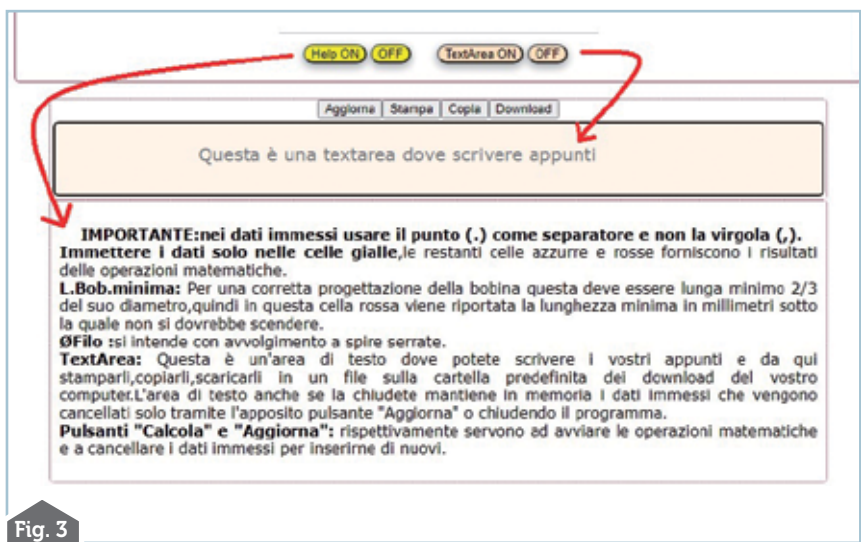 Help ON OFF TextArea ON OFF
Aggiorna Stampa Copia Download
Questa è una textarea dove scrivere appunti
IMPORTANTE:nei dati immessi usare il punto (.) come separatore e non la virgola (,).
Immettere i dati solo nelle celle gialle,le restanti celle azzurre e rosse forniscono i risultati
delle operazioni matematiche.
L.Bob.minima: Per una corretta progettazione della bobina questa deve essere lunga minimo 2/3
del suo diametro,quindi in questa cella rossa viene riportata la lunghezza minima in millimetri sotto
la quale non si dovrebbe scendere.
ØFilo :si intende con avvolgimento a spire serrate.
TextArea: Questa è un'area di testo dove potete scrivere i vostri appunti e da qui
stamparli,copiarli,scaricarli in un file sulla cartella predefinita dei download del vostro
computer.L'area di testo anche se la chiudete mantiene in memoria i dati immessi che vengono
cancellati solo tramite l'apposito pulsante "Aggiorna" o chiudendo il programma.
Pulsanti "Calcola" e "Aggiorna": rispettivamente servono ad avviare le operazioni matematiche
e a cancellare i dati immessi per inserirne di nuovi.
Fig. 3